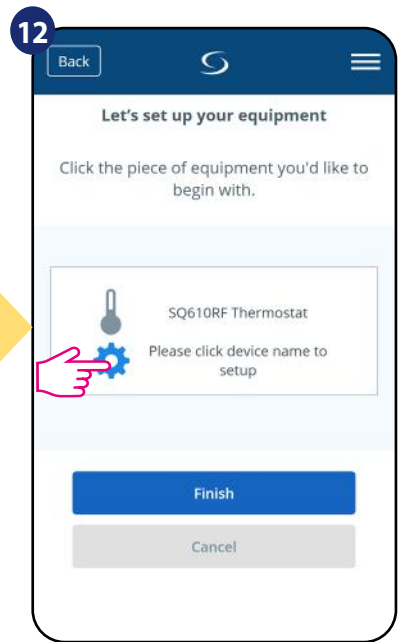 12
Back
Let's set up your equipment
Click the piece of equipment you'd like to
begin with.
SQ610RF Thermostat
Please click device name to
setup
Finish
Cancel